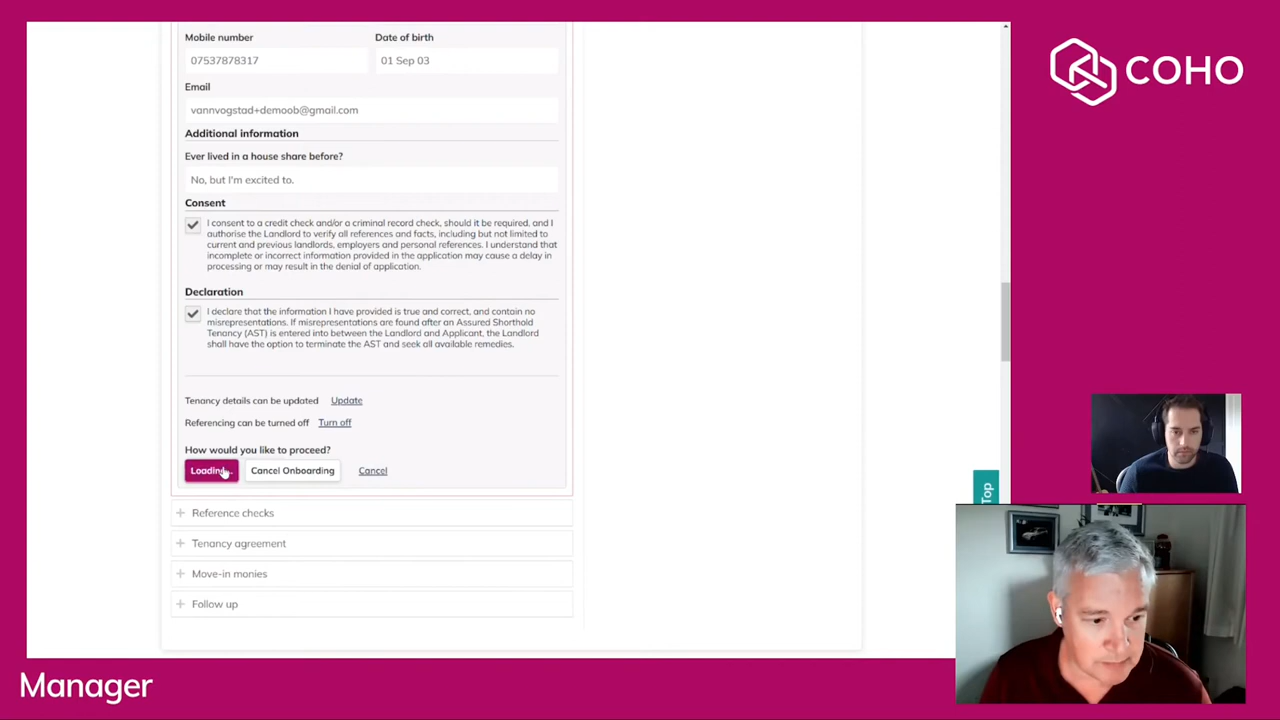 Mobile number
Date of birth
07537878317
01 Sep 03
Email
vannvogstad+demoob@gmail.com
Additional information
Ever lived in a house share before?
No, but I'm excited to.
Consent
I consent to a credit check and/or a criminal record check, should it be required, and I
authorise the Landlord to verify all references and facts, including but not limited to
current and previous landlords, employers and personal references. I understand that
incomplete or incorrect information provided in the application may cause a delay in
processing or may result in the denial of application.
Declaration
I declare that the information I have provided is true and correct, and contain no
misrepresentations. If misrepresentations are found after an Assured Shorthold
Tenancy (AST) is entered into between the Landlord and Applicant, the Landlord
shall have the option to terminate the AST and seek all available remedies.
Tenancy details can be updated Update
Referencing can be turned off Turn off
How would you like to proceed?
Loading... Cancel Onboarding Cancel
Reference checks
Tenancy agreement
Move-in monies
Follow up
Top
COHO
Manager